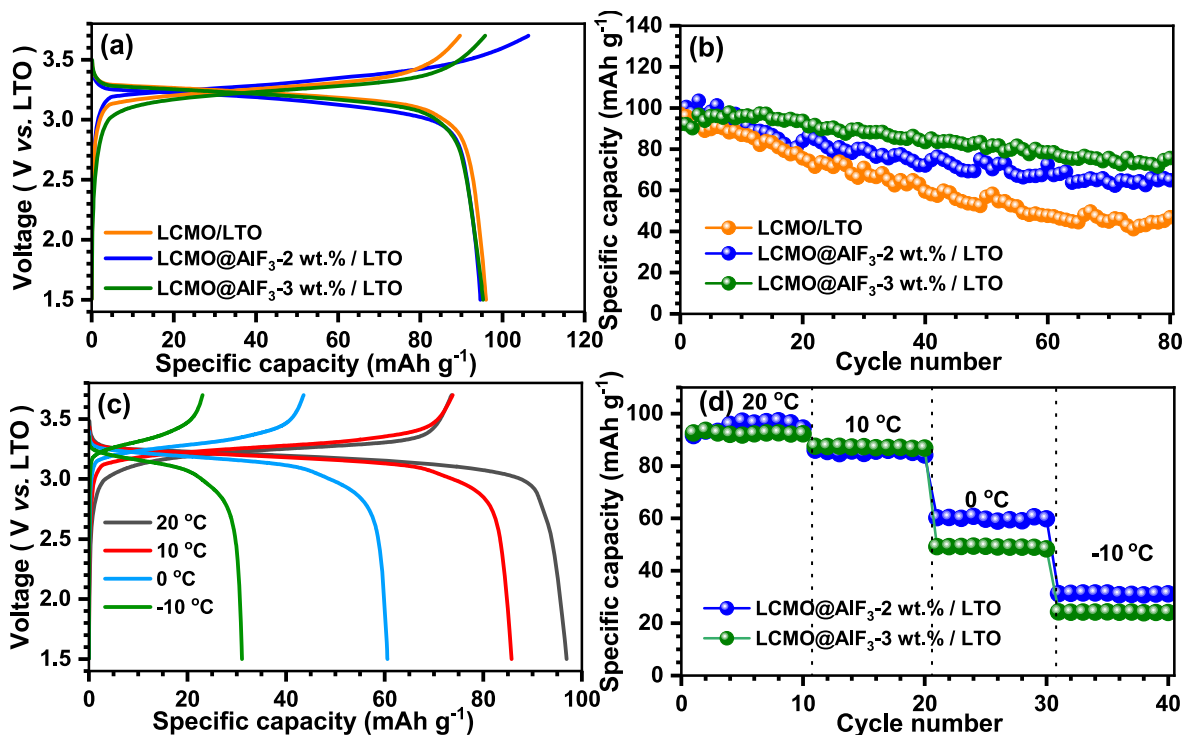 (a)
Voltage ( V vs. LTO)
3.5
3.0
2.5
2.0
1.5
LCMO/LTO
LCMO@AlF₃-2 wt.% / LTO
LCMO@AlF₃-3 wt.% / LTO
0 20 40 60 80 100 120
Specific capacity (mAh g⁻¹)
(b)
Specific capacity (mAh g⁻¹)
140
120
100
80
60
40
20
0
LCMO/LTO
LCMO@AlF₃-2 wt.% / LTO
LCMO@AlF₃-3 wt.% / LTO
0 20 40 60 80
Cycle number
(c)
Voltage ( V vs. LTO)
3.5
3.0
2.5
2.0
1.5
20 °C
10 °C
0 °C
-10 °C
0 20 40 60 80 100
Specific capacity (mAh g⁻¹)
(d)
Specific capacity (mAh g⁻¹)
100
80
60
40
20
0
20 °C
10 °C
0 °C
-10 °C
LCMO@AlF₃-2 wt.% / LTO
LCMO@AlF₃-3 wt.% / LTO
0 10 20 30 40
Cycle number